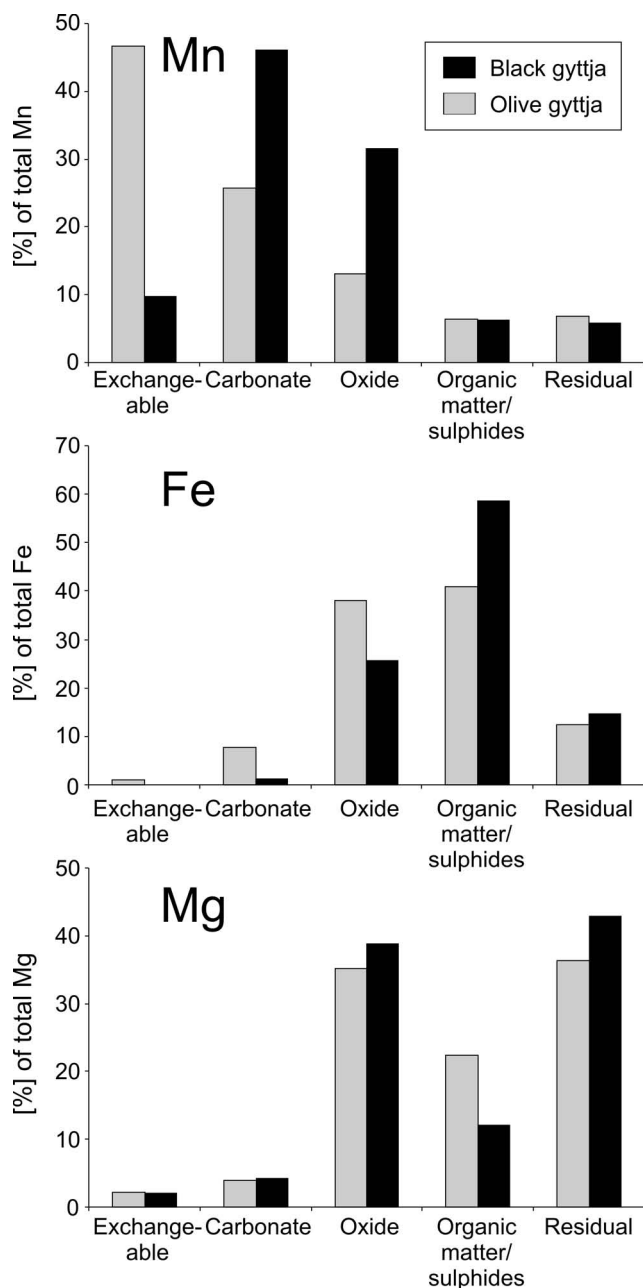 Mn
Black gyttja
Olive gyttja
[%] of total Mn
50
40
30
20
10
0
Exchange-
able
Carbonate
Oxide
Organic
matter/
sulphides
Residual
Fe
[%] of total Fe
70
60
50
40
30
20
10
0
Exchange-
able
Carbonate
Oxide
Organic
matter/
sulphides
Residual
Mg
[%] of total Mg
50
40
30
20
10
0
Exchange-
able
Carbonate
Oxide
Organic
matter/
sulphides
Residual